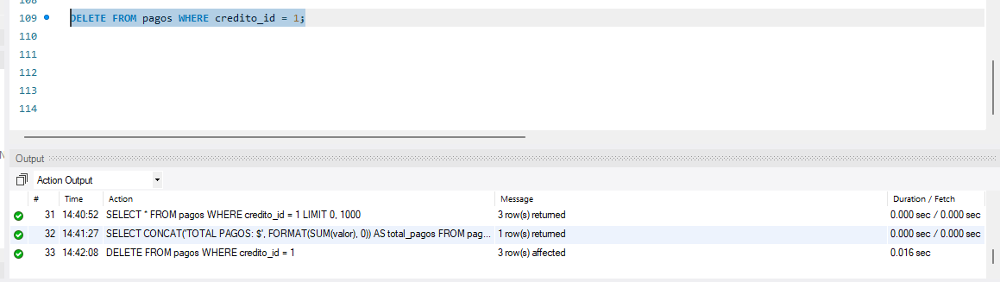 108
109 DELETE FROM pagos WHERE credito_id = 1;
110
111
112
113
114
Output
Action Output
# Time Action Message Duration / Fetch
31 14:40:52 SELECT * FROM pagos WHERE credito_id = 1 LIMIT 0, 1000 3 row(s) returned 0.000 sec / 0.000 sec
32 14:41:27 SELECT CONCAT('TOTAL PAGOS: $', FORMAT(SUM(valor), 0)) AS total_pagos FROM pag... 1 row(s) returned 0.000 sec / 0.000 sec
33 14:42:08 DELETE FROM pagos WHERE credito_id = 1 3 row(s) affected 0.016 sec